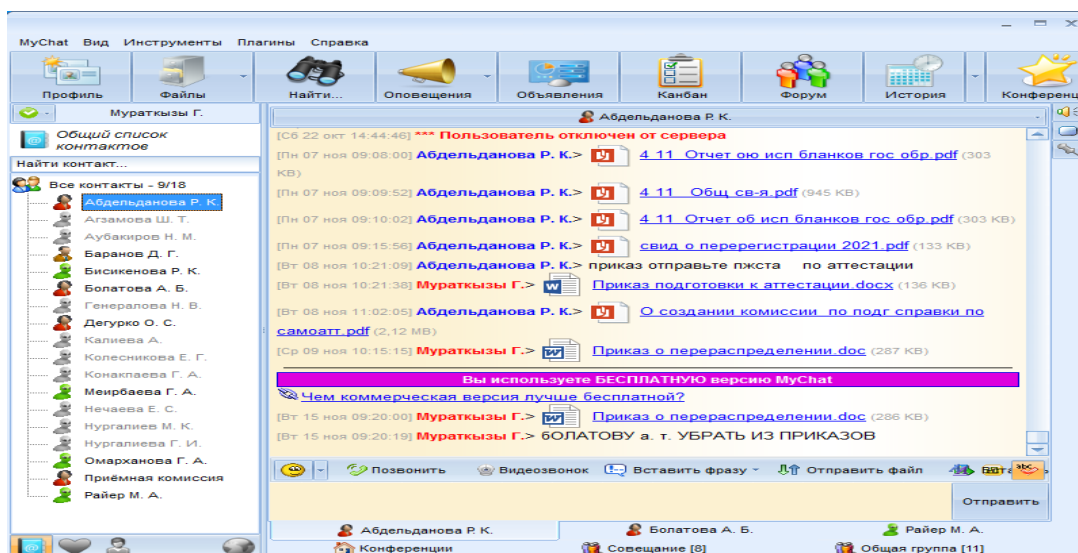 MyChat Вид Инструменты Плагины Справка
Профиль Файлы Найти... Оповещения Объявления Канбан Форум История Конференц
Мураткызы Г.
Общий список
контактов
Найти контакт...
Все контакты - 9/18
Абдельданова Р. К.
Агзамова Ш. Т.
Аубакиров Н. М.
Баранов Д. Г.
Бисикенова Р. К.
Болатова А. Б.
Генералова Н. В.
Дегурко О. С.
Калиева А.
Колесникова Е. Г.
Конакпаева Г. А.
Меирбаева Г. А.
Нечаева Е. С.
Нургалиев М. К.
Нургалиева Г. И.
Омарханова Г. А.
Приёмная комиссия
Райер М. А.
Абдельданова Р. К.
[Сб 22 окт 14:44:46] *** Пользователь отключен от сервера
[Пн 07 ноя 09:08:00] Абдельданова Р. К.> 4 11 Отчет ою исп бланков гос обр.pdf (303
KB)
[Пн 07 ноя 09:09:52] Абдельданова Р. К.> 4 11 Общ св-я.pdf (945 KB)
[Пн 07 ноя 09:10:02] Абдельданова Р. К.> 4 11 Отчет об исп бланков гос обр.pdf (303 KB)
[Пн 07 ноя 09:15:56] Абдельданова Р. К.> свид о перерегистрации 2021.pdf (133 KB)
[Вт 08 ноя 10:21:09] Абдельданова Р. К.> приказ отправьте пжста по аттестации
[Вт 08 ноя 10:21:38] Мураткызы Г.> Приказ подготовки к аттестации.docx (136 KB)
[Вт 08 ноя 11:02:05] Абдельданова Р. К.> О создании комиссии по подг справки по
самоатт.pdf (2,12 MB)
[Ср 09 ноя 10:15:15] Мураткызы Г.> Приказ о перераспределении.doc (287 KB)
Вы используете БЕСПЛАТНУЮ версию MyChat
Чем коммерческая версия лучше бесплатной?
[Вт 15 ноя 09:20:00] Мураткызы Г.> Приказ о перераспределении.doc (286 KB)
[Вт 15 ноя 09:20:19] Мураткызы Г.> бОЛАТОВУ а. т. УБРАТЬ ИЗ ПРИКАЗОВ
Позвонить Видеозвонок Вставить фразу Отправить файл
Отправить
Абдельданова Р. К. Болатова А. Б. Райер М. А.
Конференции Совещание [8] Общая группа [11]